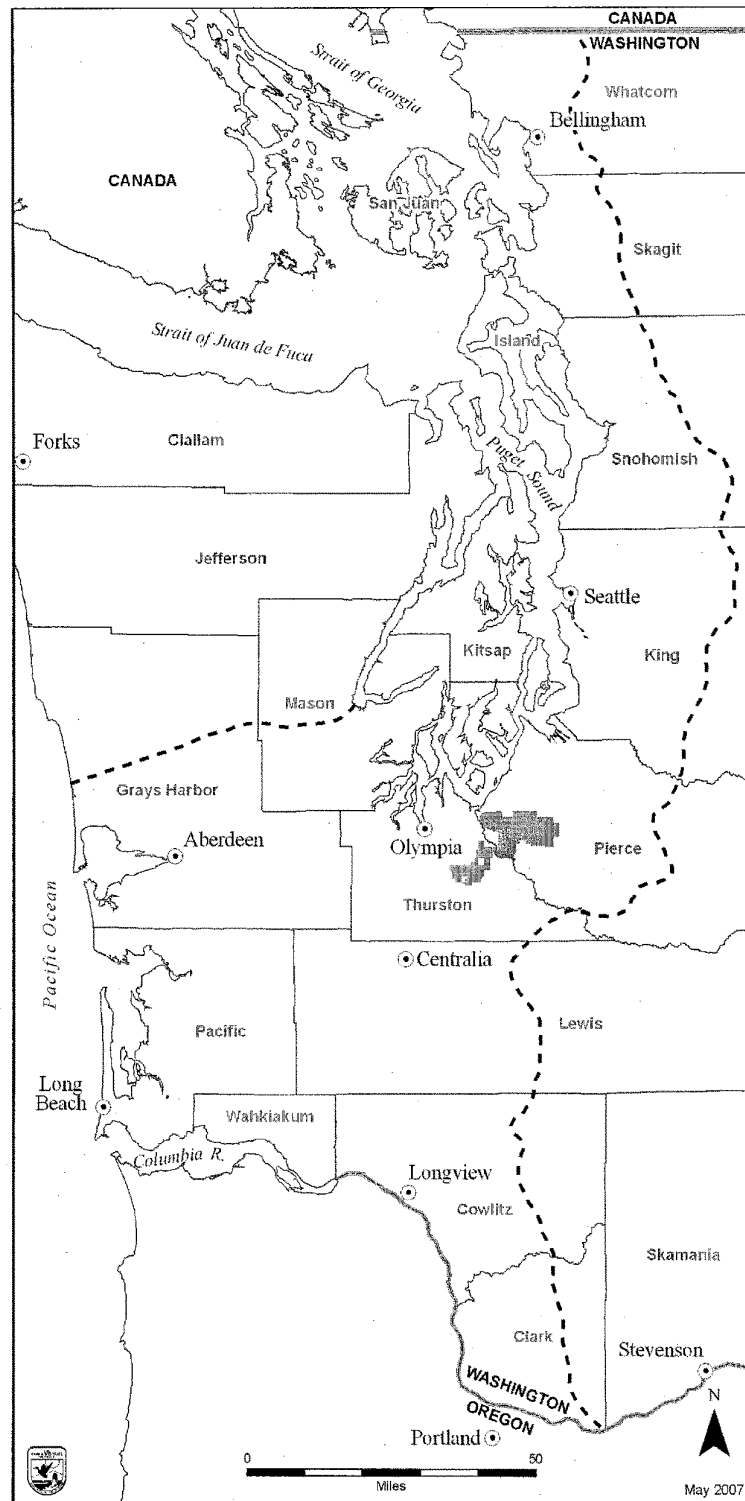 CANADA
WASHINGTON
Strait of Georgia
Whatcom
Bellingham
CANADA
San Juan
Skagit
Strait of Juan de Fuca
Island
Forks
Clallam
Puget Sound
Snohomish
Jefferson
Seattle
Kitsap
King
Mason
Grays Harbor
Aberdeen
Olympia
Pierce
Thurston
Pacific Ocean
Centralia
Lewis
Pacific
Long
Beach
Wahkiakum
Columbia R.
Longview
Cowlitz
Skamania
Clark
Stevenson
WASHINGTON
OREGON
N
Portland
0
50
Miles
May 2007